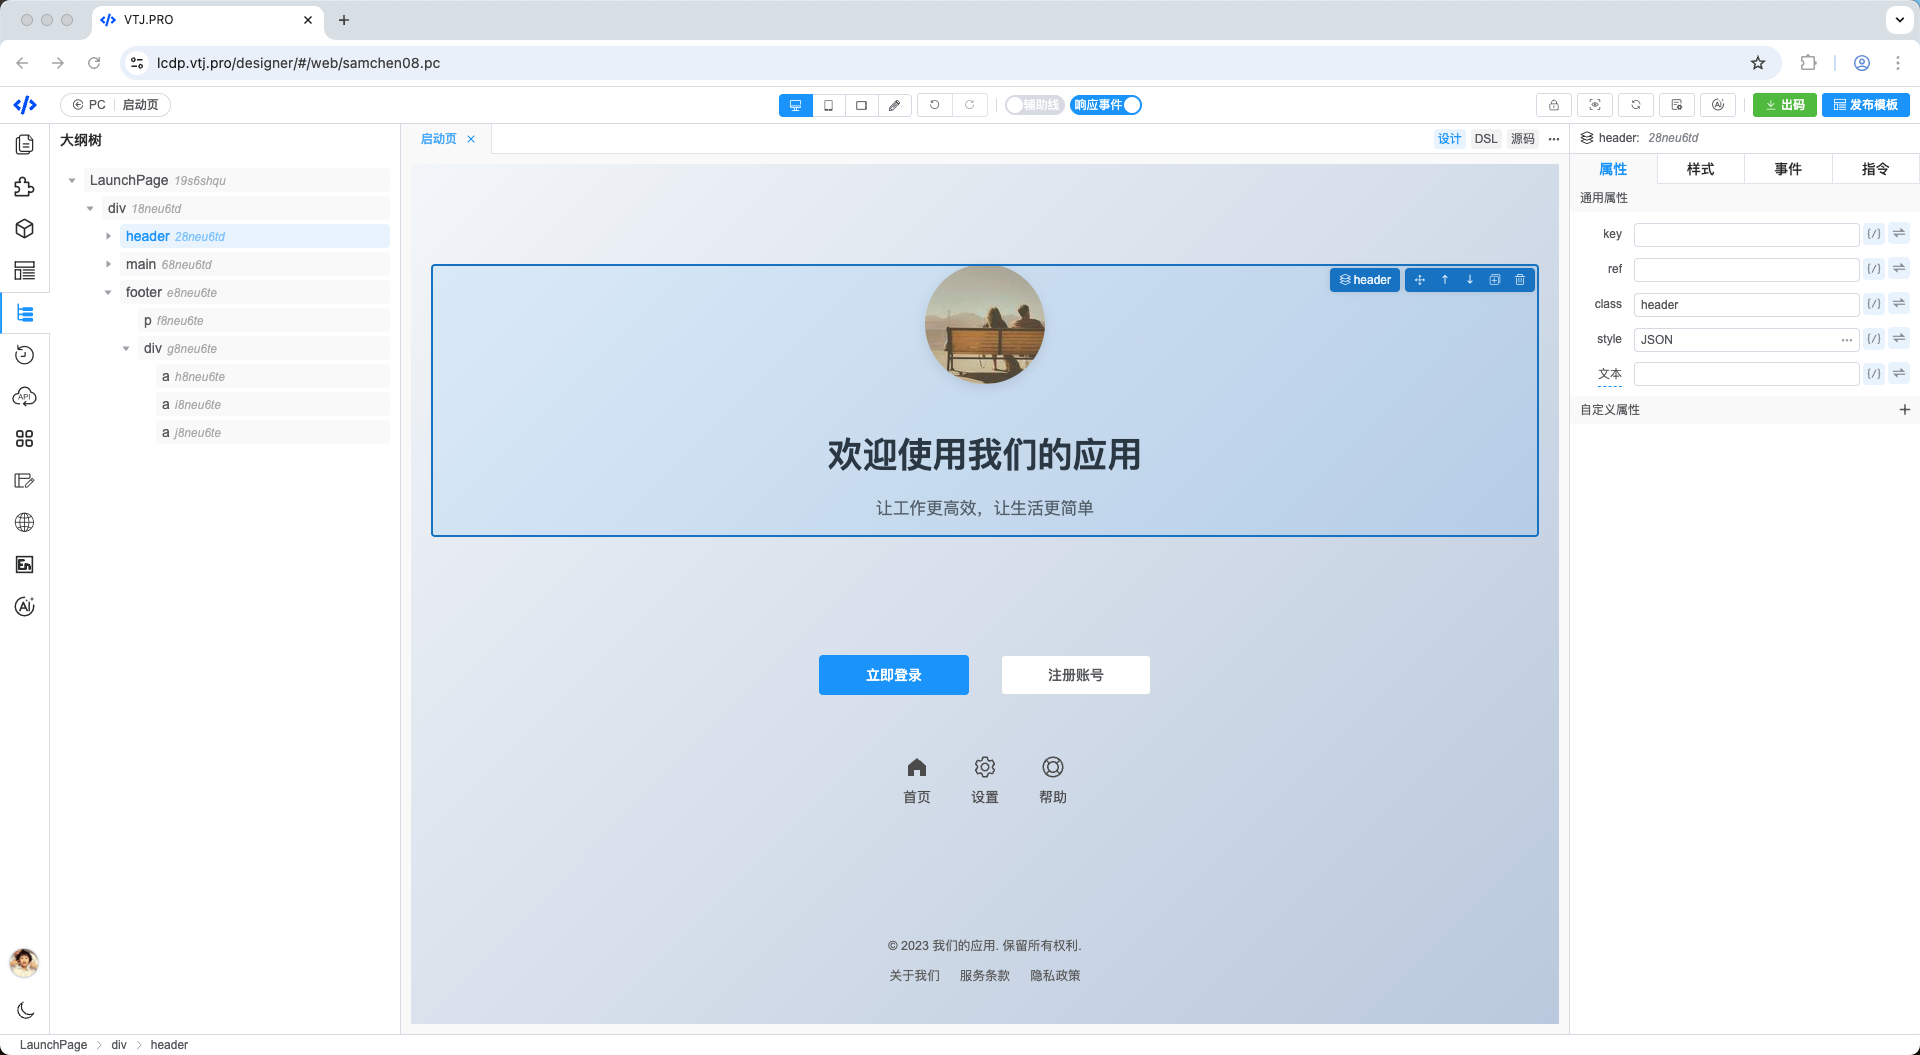 VTJ.PRO
lcdp.vtj.pro/designer/#/web/samchen08.pc
PC 启动页
辅助线 响应事件
出码 发布模板
大纲树
LaunchPage 19s6shqu
div 18neu6td
header 28neu6td
main 68neu6td
footer e8neu6te
p f8neu6te
div g8neu6te
a h8neu6te
a i8neu6te
a j8neu6te
API
En
AI
启动页
设计 DSL 源码
header
欢迎使用我们的应用
让工作更高效，让生活更简单
立即登录 注册账号
首页 设置 帮助
© 2023 我们的应用. 保留所有权利.
关于我们 服务条款 隐私政策
header: 28neu6td
属性 样式 事件 指令
通用属性
key
ref
class header
style JSON
文本
自定义属性
LaunchPage div header